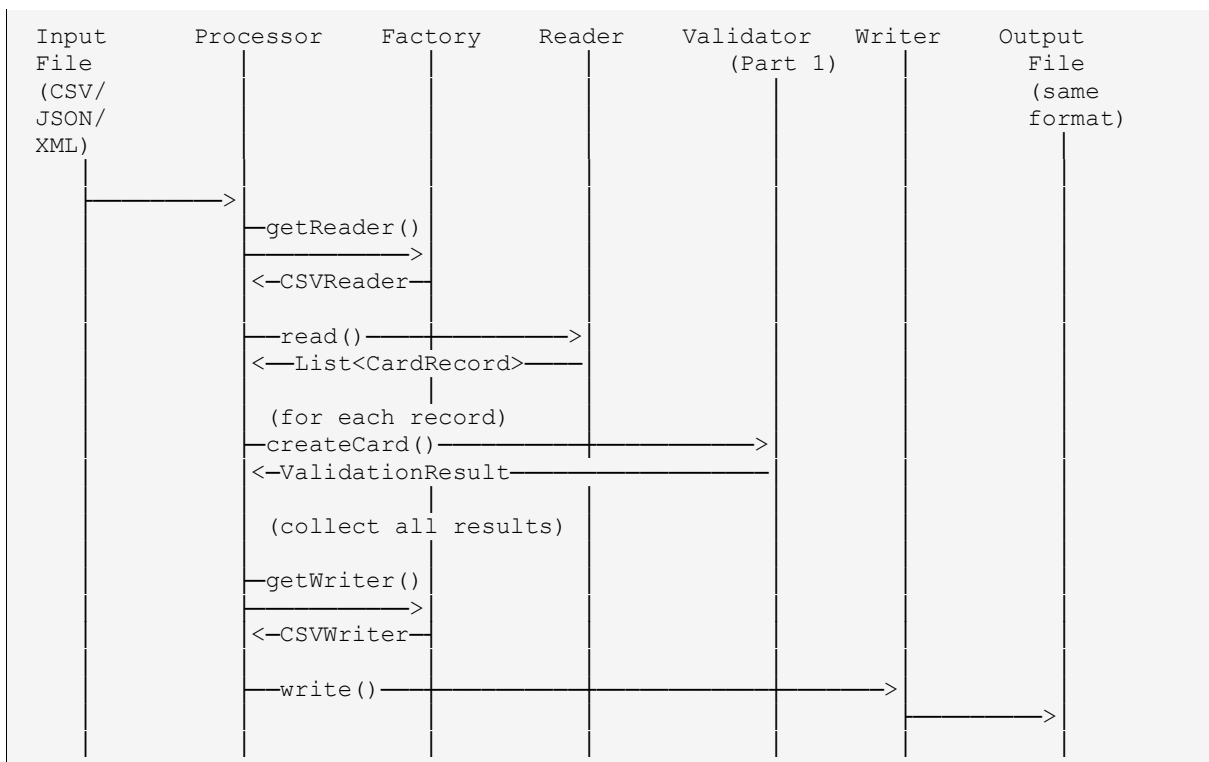 Input Processor Factory Reader Validator Writer Output
File (Part 1) File
(CSV/ (same
JSON/ format)
XML)
getReader()
CSVReader
read()
List<CardRecord>
(for each record)
createCard()
ValidationResult
(collect all results)
getWriter()
CSVWriter
write()